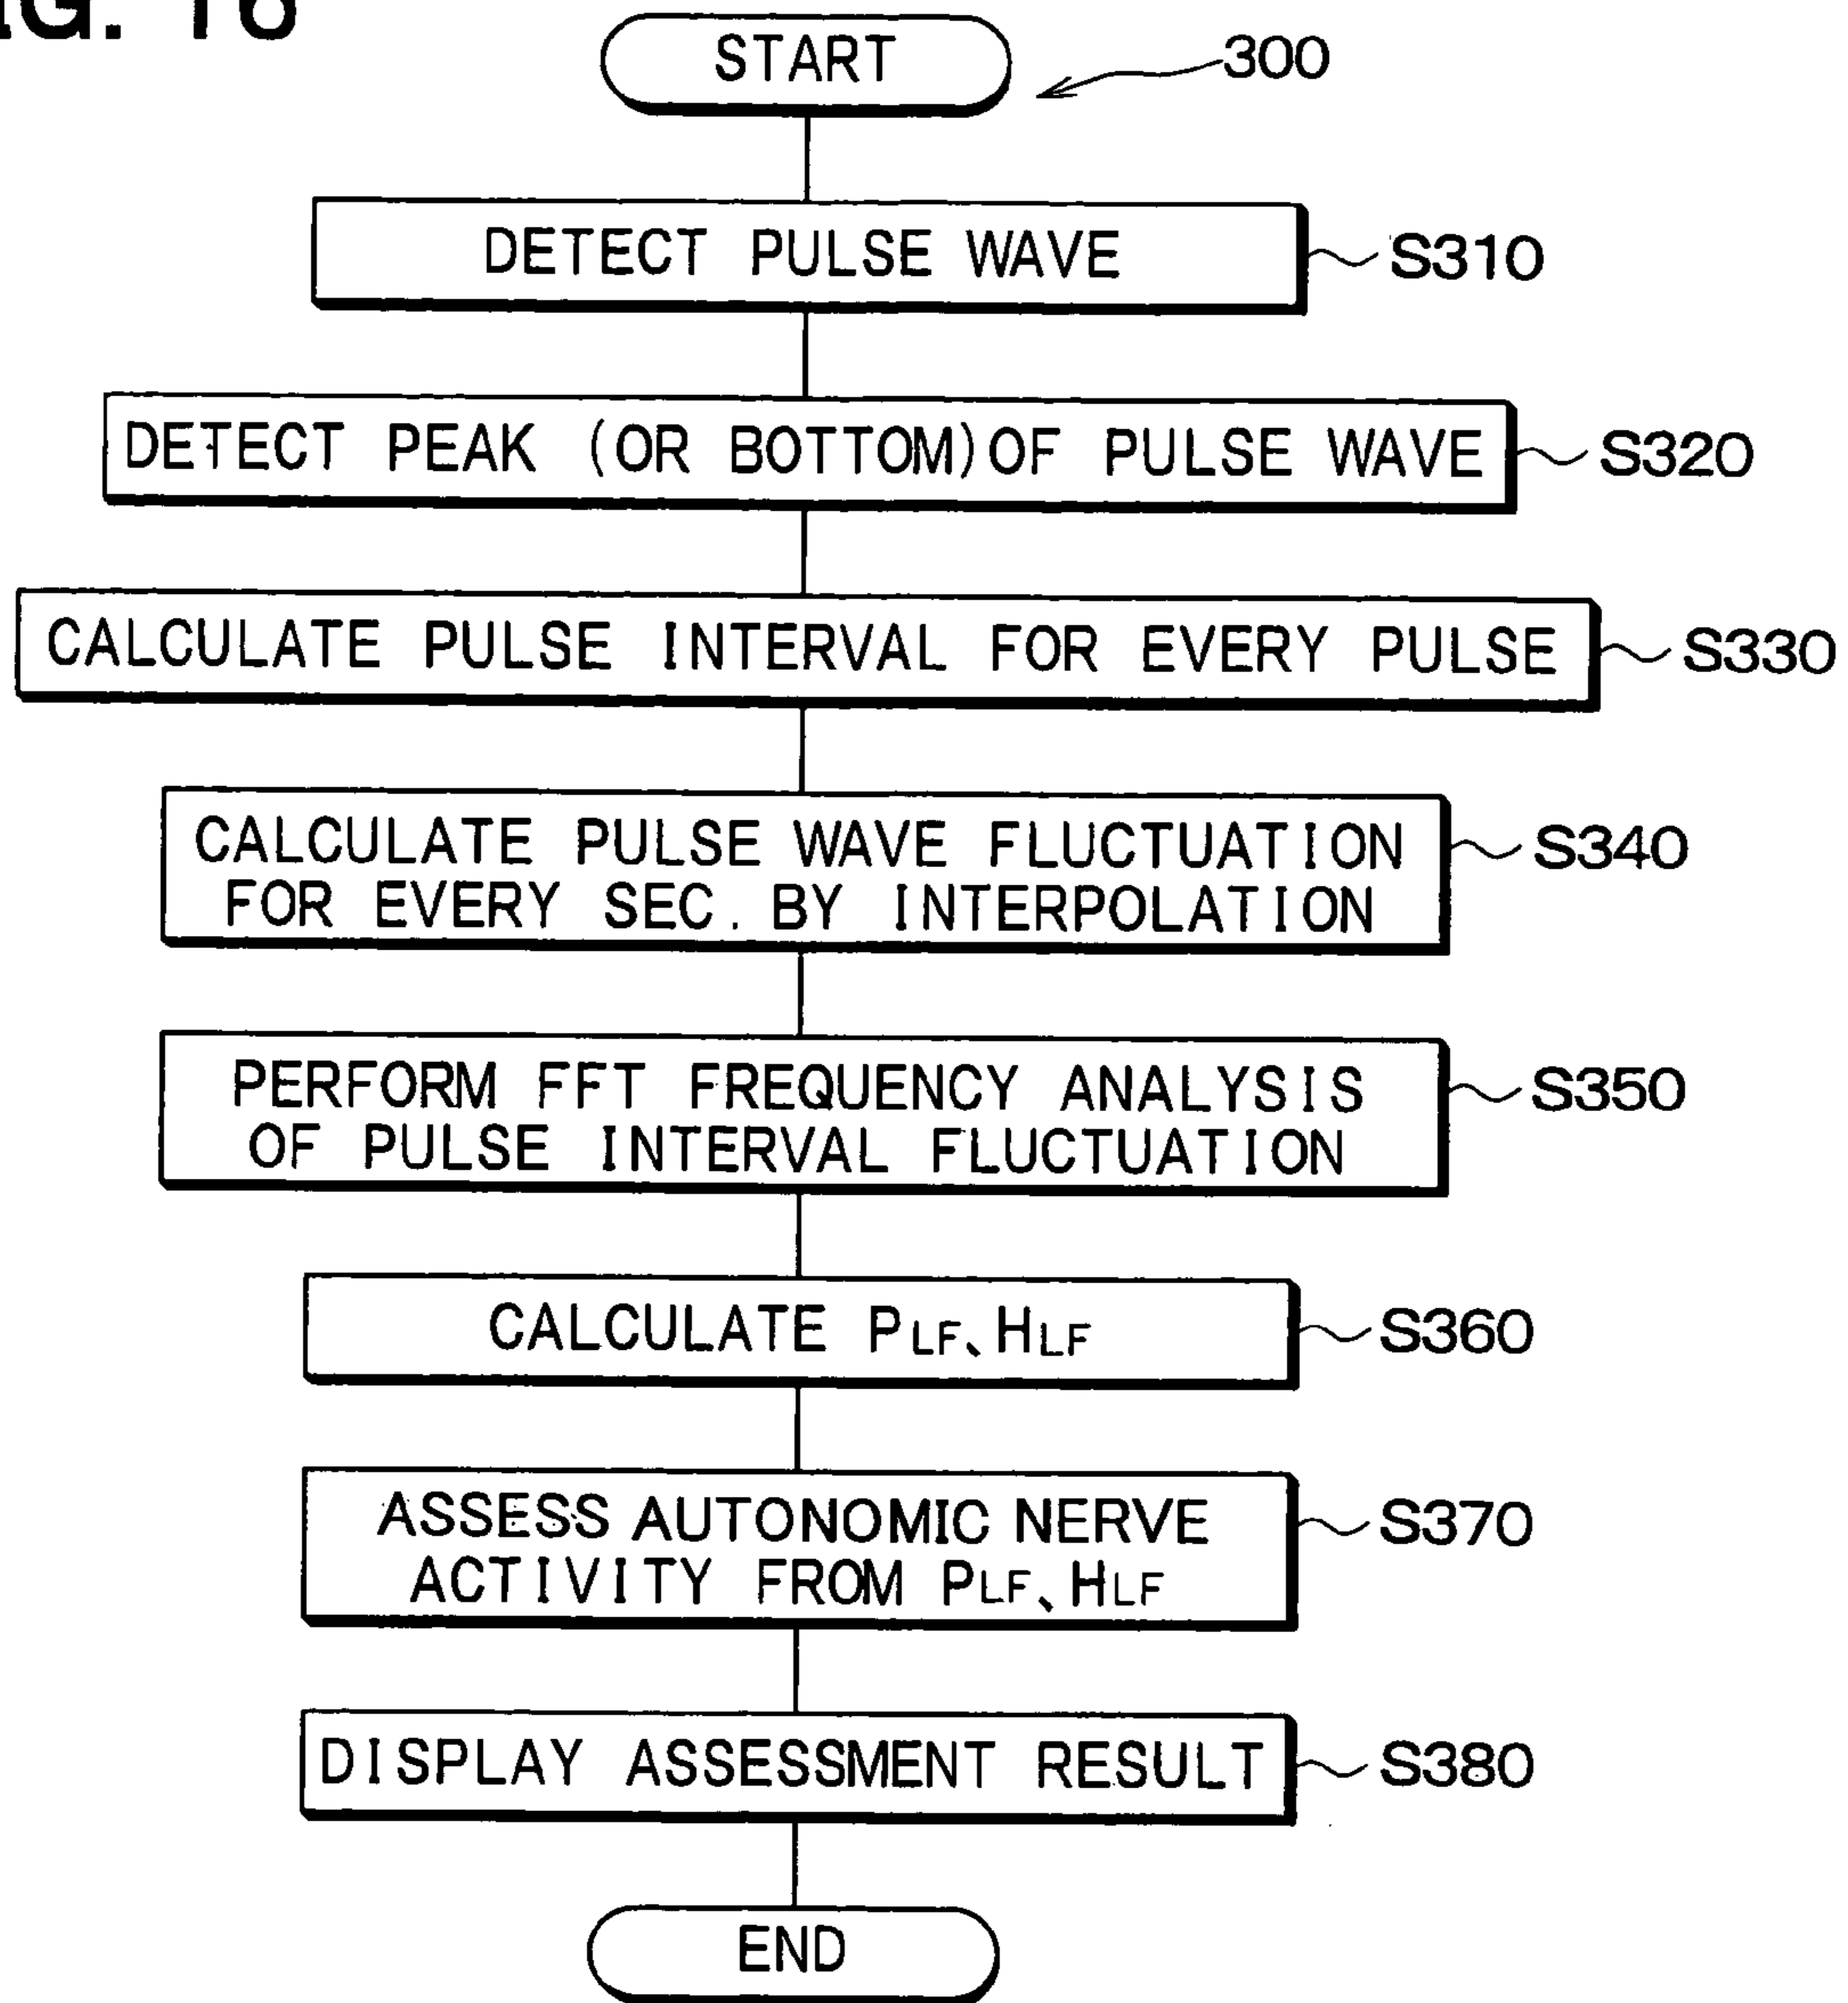 START
300
DETECT PULSE WAVE
S310
DETECT PEAK (OR BOTTOM)OF PULSE WAVE
S320
CALCULATE PULSE INTERVAL FOR EVERY PULSE
S330
CALCULATE PULSE WAVE FLUCTUATION
FOR EVERY SEC. BY INTERPOLATION
S340
PERFORM FFT FREQUENCY ANALYSIS
OF PULSE INTERVAL FLUCTUATION
S350
CALCULATE PLF、HLF
S360
ASSESS AUTONOMIC NERVE
ACTIVITY FROM PLF、HLF
S370
DISPLAY ASSESSMENT RESULT
S380
END